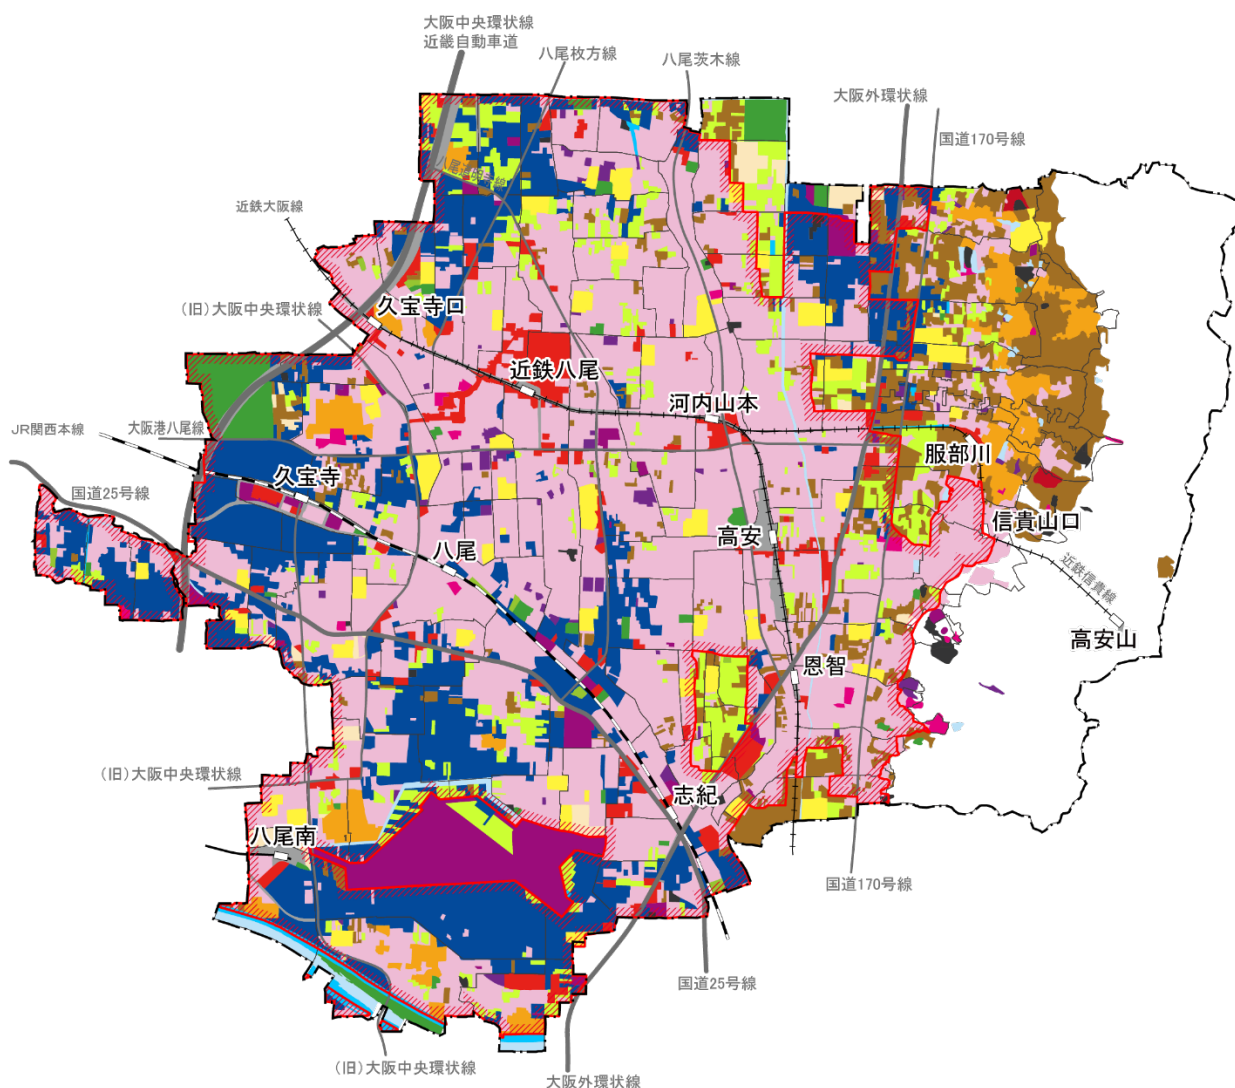 大阪中央環状線
近畿自動車道
八尾枚方線
八尾茨木線
大阪外環状線
国道170号線
八尾道明寺線
近鉄大阪線
(旧)大阪中央環状線
久宝寺口
近鉄八尾
河内山本
JR関西本線
大阪港八尾線
服部川
国道25号線
久宝寺
信貴山口
高安
八尾
近鉄信貴線
高安山
恩智
(旧)大阪中央環状線
志紀
八尾南
国道170号線
国道25号線
(旧)大阪中央環状線
大阪外環状線